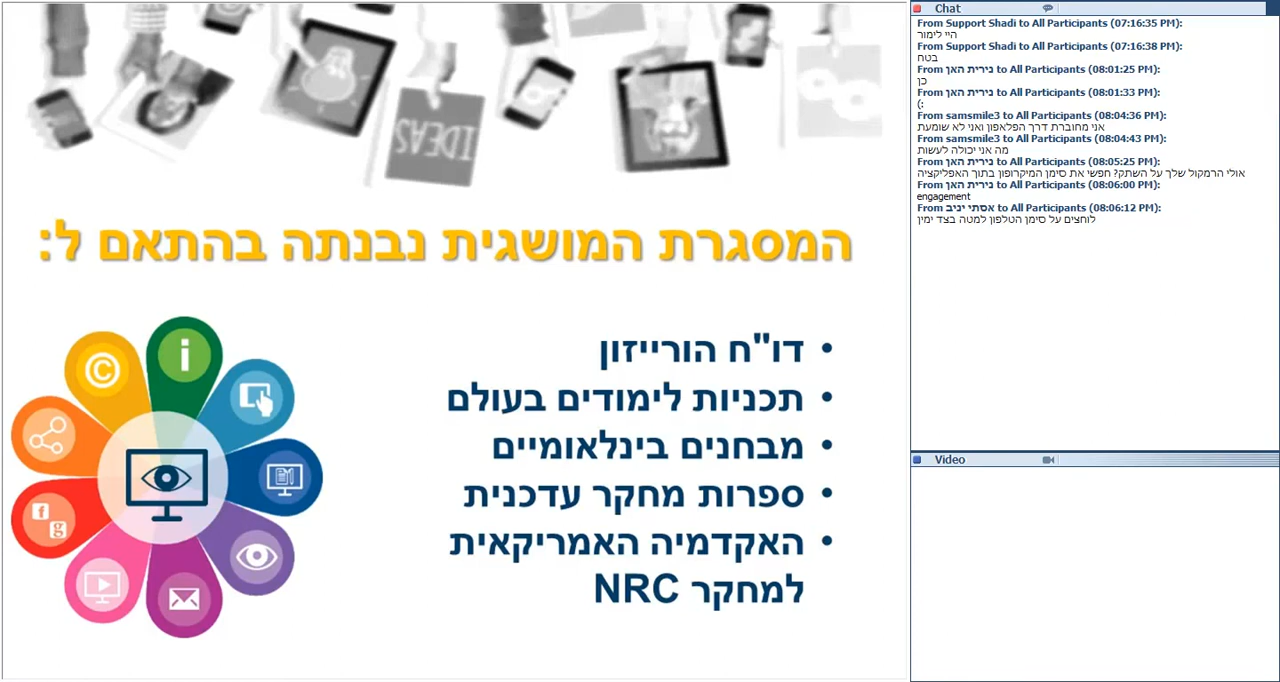 IDEAS
המסגרת המושגית נבנתה בהתאם ל:
• דו"ח הורייזון
• תכניות לימודים בעולם
• מבחנים בינלאומיים
• ספרות מחקר עדכנית
• האקדמיה האמריקאית
למחקר NRC
i
©
f
g
Chat
From Support Shadi to All Participants (07:16:35 PM):
היי לימור
From Support Shadi to All Participants (07:16:38 PM):
בטח
From נירית האן to All Participants (08:01:25 PM):
כן
From נירית האן to All Participants (08:01:33 PM):
(:
From samsmile3 to All Participants (08:04:36 PM):
אני מחוברת דרך הפלאפון ואני לא שומעת
From samsmile3 to All Participants (08:04:43 PM):
מה אני יכולה לעשות
From נירית האן to All Participants (08:05:25 PM):
אולי הרמקול שלך על השתק? חפשי את סימן המיקרופון בתוך האפליקציה
From נירית האן to All Participants (08:06:00 PM):
engagement
From אסתי יניב to All Participants (08:06:12 PM):
לוחצים על סימן הטלפון למטה בצד ימין
Video